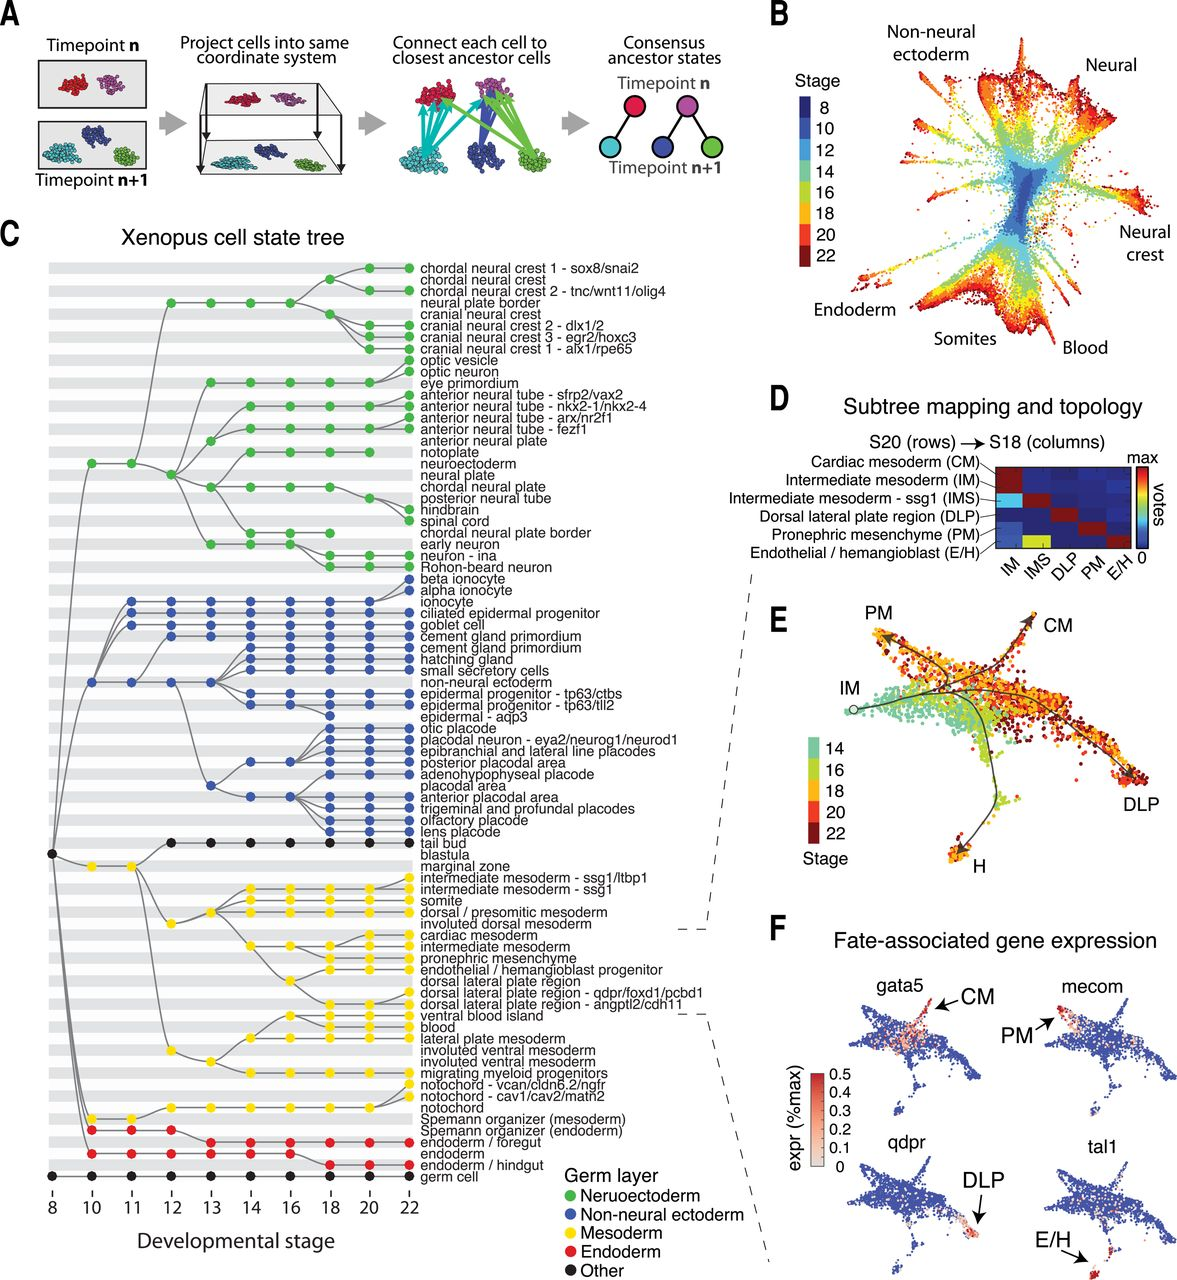 A
Timepoint n
Timepoint n+1
Project cells into same
coordinate system
Connect each cell to
closest ancestor cells
Consensus
ancestor states
Timepoint n
Timepoint n+1
B
Stage
8
10
12
14
16
18
20
22
Non-neural
ectoderm
Neural
Neural
crest
Endoderm
Somites
Blood
C
Xenopus cell state tree
chordal neural crest 1 - sox8/snai2
chordal neural crest
chordal neural crest 2 - tnc/wnt11/olig4
neural plate border
cranial neural crest
cranial neural crest 2 - dlx1/2
cranial neural crest 3 - egr2/hoxc3
cranial neural crest 1 - alx1/rpe65
optic vesicle
optic neuron
eye primordium
anterior neural tube - sfrp2/vax2
anterior neural tube - nkx2-1/nkx2-4
anterior neural tube - arx/nr2f1
anterior neural tube - fezf1
anterior neural plate
notoplate
neuroectoderm
neural plate
chordal neural plate
posterior neural tube
hindbrain
spinal cord
chordal neural plate border
early neuron
neuron - ina
Rohon-beard neuron
beta ionocyte
alpha ionocyte
ionocyte
ciliated epidermal progenitor
goblet cell
cement gland primordium
cement gland primordium
hatching gland
small secretory cells
non-neural ectoderm
epidermal progenitor - tp63/ctbs
epidermal progenitor - tp63/tll2
epidermal - aqp3
otic placode
placodal neuron - eya2/neurog1/neurod1
epibranchial and lateral line placodes
posterior placodal area
adenohypophyseal placode
placodal area
anterior placodal area
trigeminal and profundal placodes
olfactory placode
lens placode
tail bud
blastula
marginal zone
intermediate mesoderm - ssg1/ltbp1
intermediate mesoderm - ssg1
somite
dorsal / presomitic mesoderm
involuted dorsal mesoderm
cardiac mesoderm
intermediate mesoderm
pronephric mesenchyme
endothelial / hemangioblast progenitor
dorsal lateral plate region
dorsal lateral plate region - qdpr/foxd1/pcbd1
dorsal lateral plate region - angptl2/cdh11
ventral blood island
blood
lateral plate mesoderm
involuted ventral mesoderm
involuted ventral mesoderm
migrating myeloid progenitors
notochord - vcan/cldn6.2/ngfr
notochord - cav1/cav2/matn2
notochord
Spemann organizer (mesoderm)
Spemann organizer (endoderm)
endoderm / foregut
endoderm
endoderm / hindgut
germ cell
8 10 11 12 13 14 16 18 20 22
Developmental stage
Germ layer
Neruoectoderm
Non-neural ectoderm
Mesoderm
Endoderm
Other
D
Subtree mapping and topology
S20 (rows) → S18 (columns)
Cardiac mesoderm (CM)
Intermediate mesoderm (IM)
Intermediate mesoderm - ssg1 (IMS)
Dorsal lateral plate region (DLP)
Pronephric mesenchyme (PM)
Endothelial / hemangioblast (E/H)
IM IMS DLP PM E/H
max
votes
0
E
PM
CM
IM
DLP
H
14
16
18
20
22
Stage
F
Fate-associated gene expression
gata5
CM
mecom
PM
expr (%max)
0.5
0.4
0.3
0.2
0.1
0
qdpr
DLP
tal1
E/H